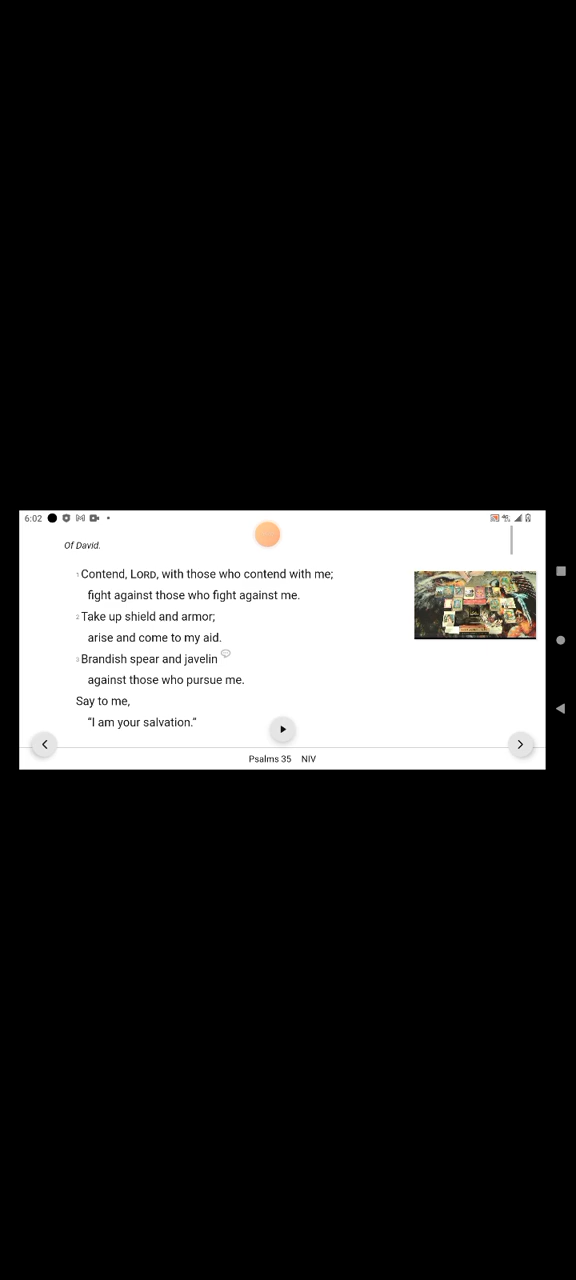 6:02
Of David.
1 Contend, LORD, with those who contend with me;
fight against those who fight against me.
2 Take up shield and armor;
arise and come to my aid.
3 Brandish spear and javelin
against those who pursue me.
Say to me,
“I am your salvation.”
Psalms 35 NIV